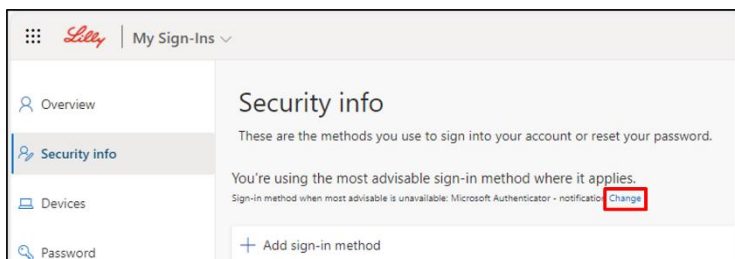 Lilly My Sign-Ins
Overview
Security info
Devices
Password
Security info
These are the methods you use to sign into your account or reset your password.
You're using the most advisable sign-in method where it applies.
Sign-in method when most advisable is unavailable: Microsoft Authenticator - notification Change
+ Add sign-in method